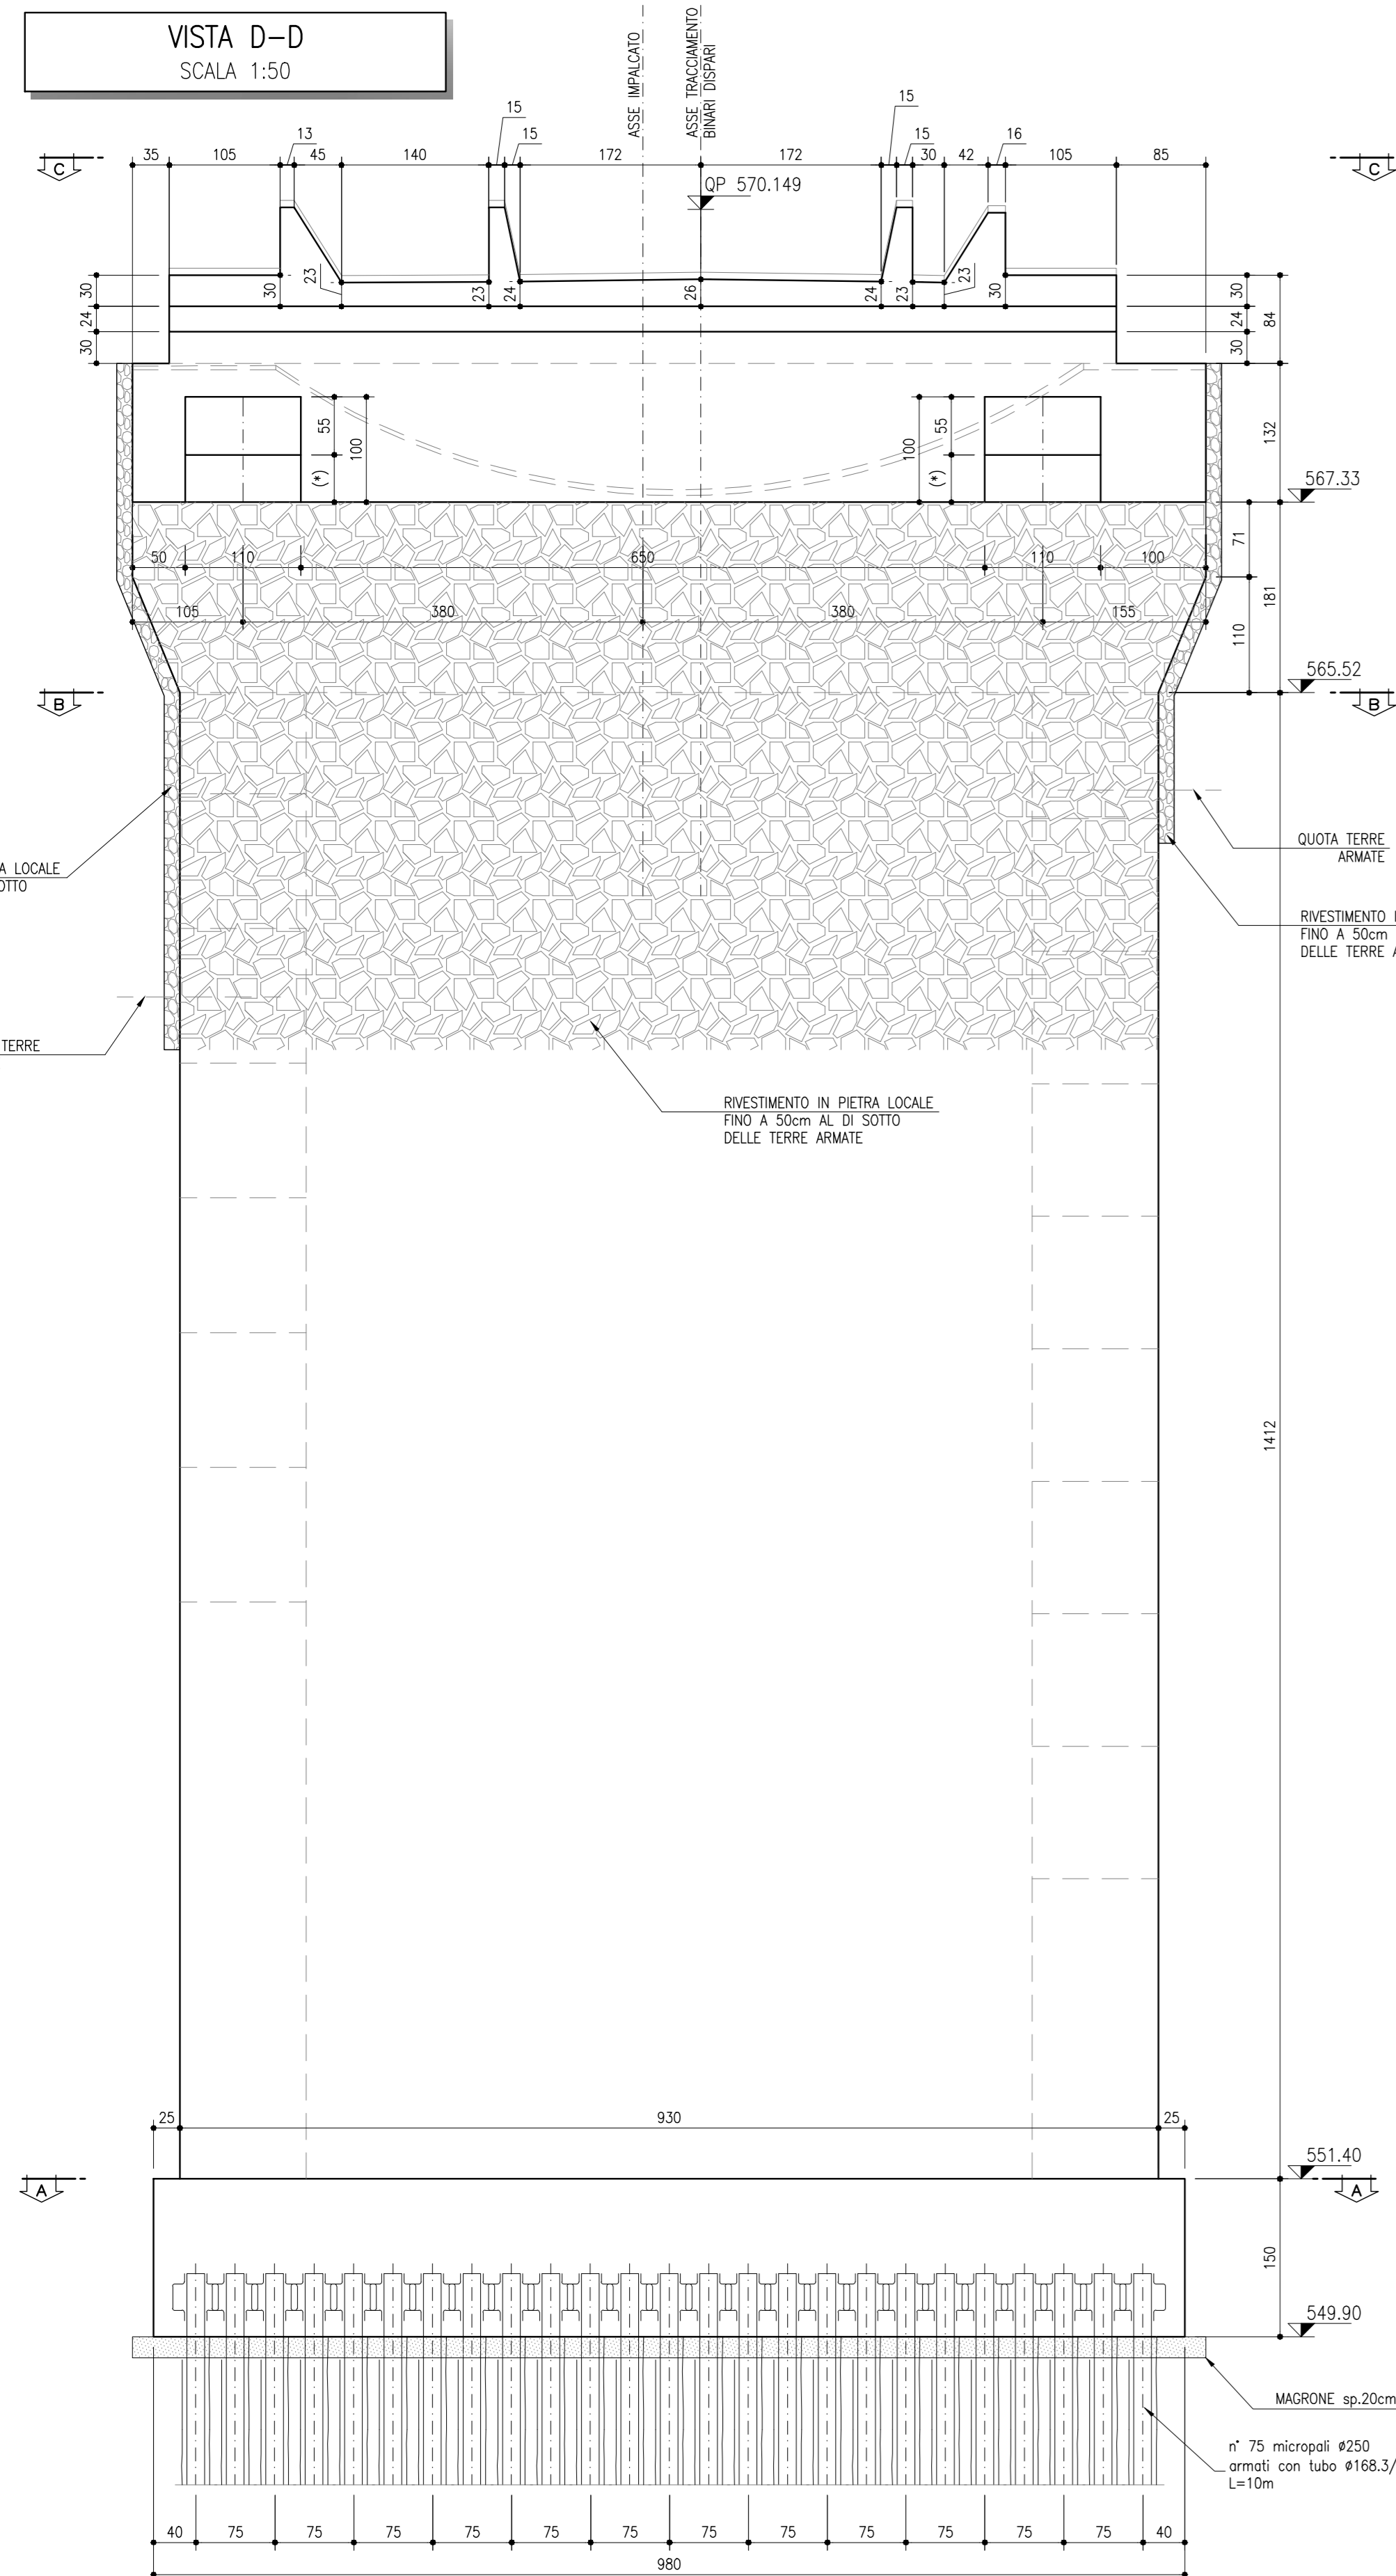 VISTA D-D
SCALA 1:50
ASSE IMPALCATO
ASSE TRACCIAMENTO
BINARI DISPARI
C
C
35 105 13 45 140 15 15 172 172 15 15 30 42 16 105 85
QP 570.149
30
24
30
30 23 23 24 26 24 23 23 30
30
24
30
84
55
100
(*)
100
55
(*)
132
567.33
71
50 110 650 110 100
181
105 380 380 155
110
565.52
B
B
A LOCALE
OTTO
QUOTA TERRE
ARMATE
FINO A 50cm
TERRE
RIVESTIMENTO IN PIETRA LOCALE
FINO A 50cm AL DI SOTTO
DELLE TERRE ARMATE
RIVESTIMENTO
DELLE TERRE
1412
25 930 25
551.40
A
A
150
549.90
MAGRONE sp.20cm
n° 75 micropali ø250
armati con tubo ø168.3/
L=10m
40 75 75 75 75 75 75 75 75 75 75 75 75 40
980